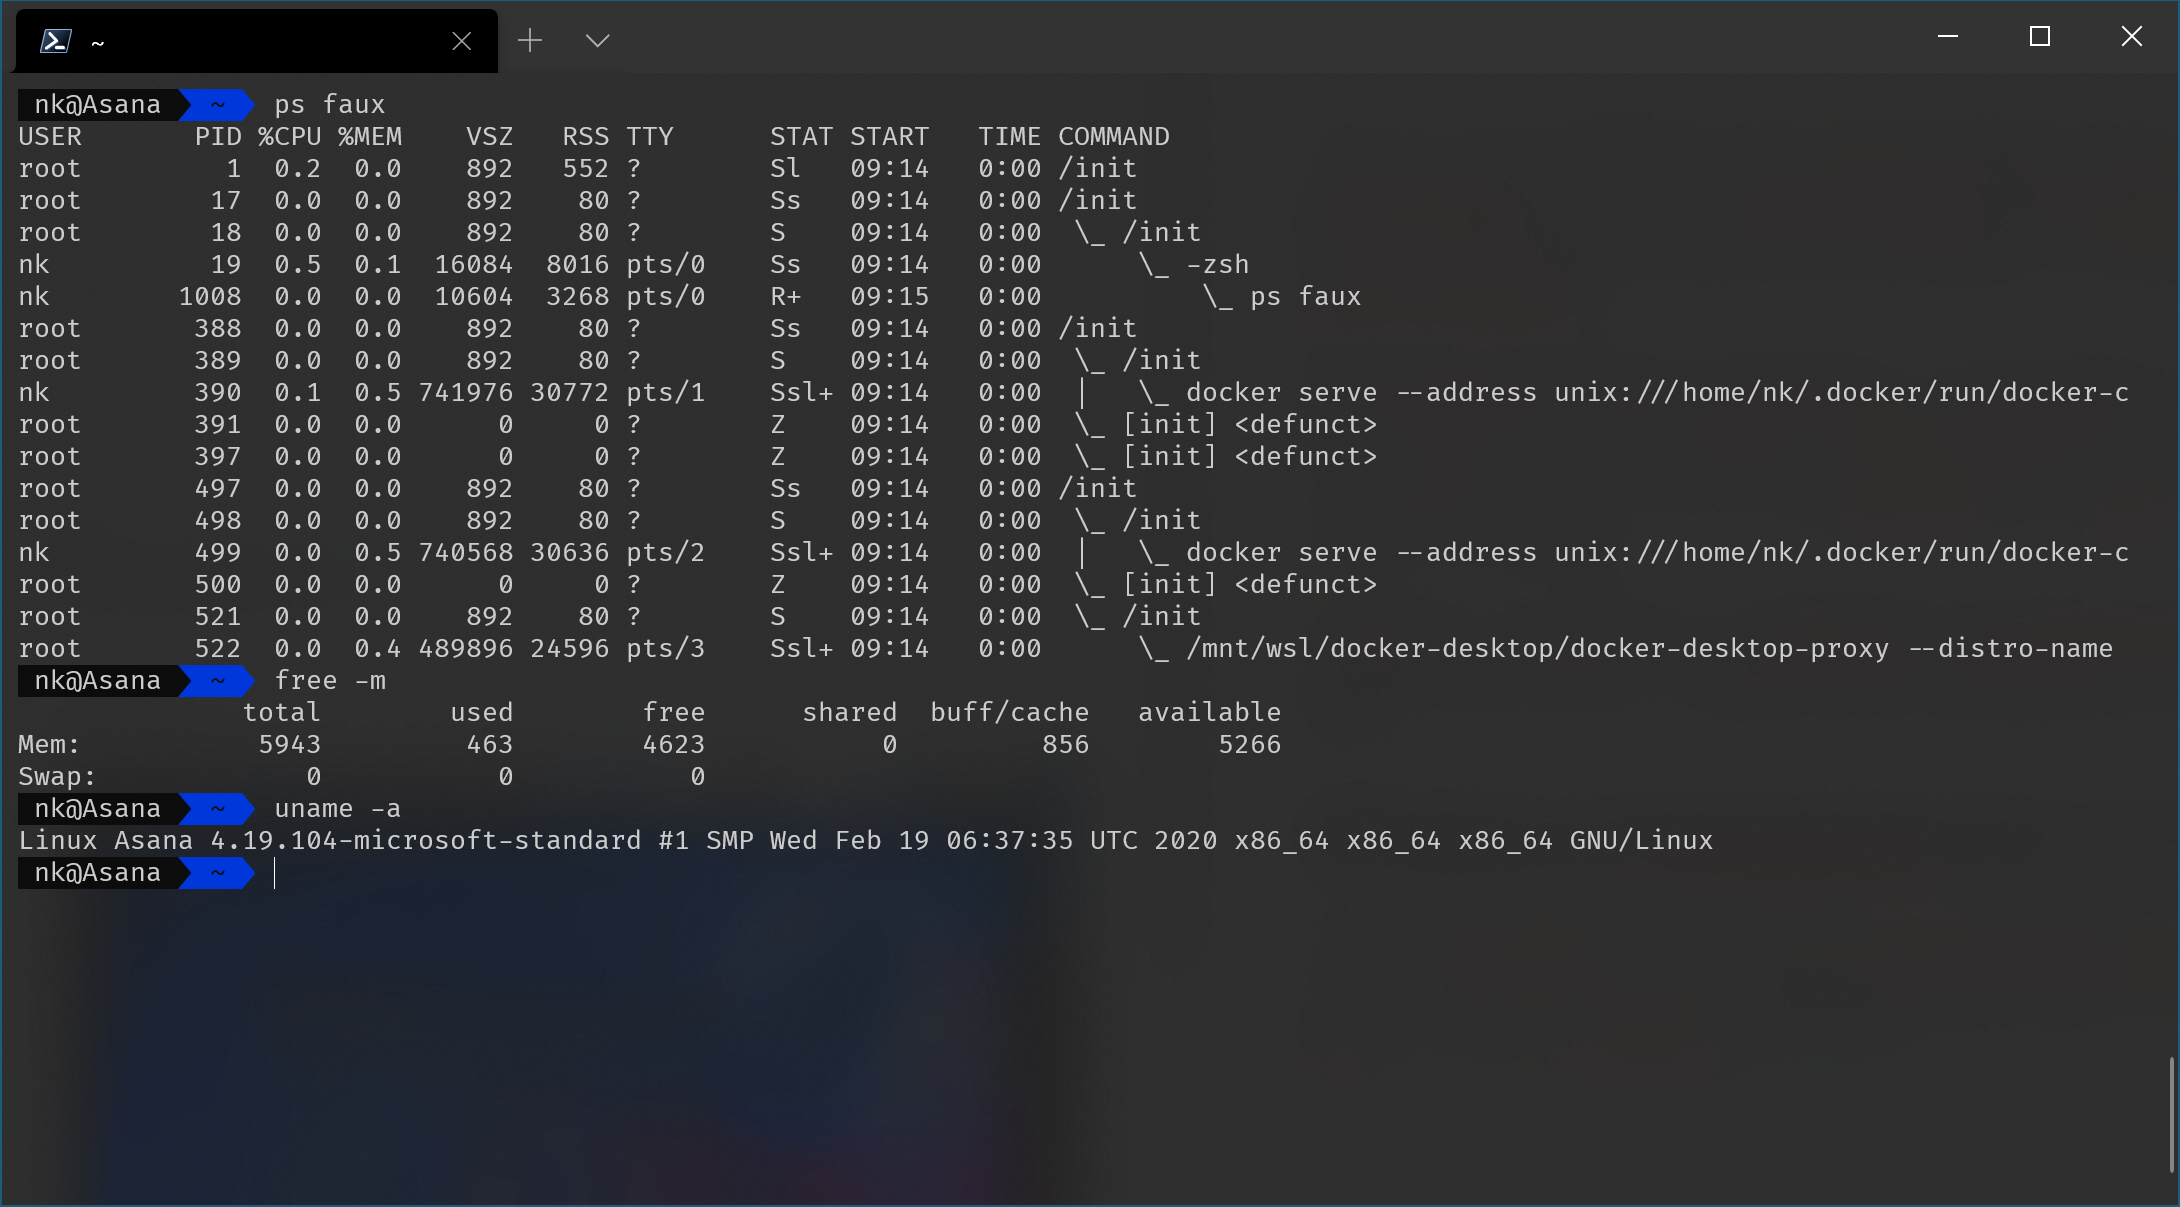 ~
nk@Asana ~ ps faux
USER       PID %CPU %MEM    VSZ   RSS TTY      STAT START   TIME COMMAND
root         1  0.2  0.0    892   552 ?        Sl   09:14   0:00 /init
root        17  0.0  0.0    892    80 ?        Ss   09:14   0:00 /init
root        18  0.0  0.0    892    80 ?        S    09:14   0:00  \_ /init
nk          19  0.5  0.1  16084  8016 pts/0    Ss   09:14   0:00      \_ -zsh
nk        1008  0.0  0.0  10604  3268 pts/0    R+   09:15   0:00          \_ ps faux
root       388  0.0  0.0    892    80 ?        Ss   09:14   0:00 /init
root       389  0.0  0.0    892    80 ?        S    09:14   0:00  \_ /init
nk         390  0.1  0.5 741976 30772 pts/1    Ssl+ 09:14   0:00  |   \_ docker serve --address unix:///home/nk/.docker/run/docker-c
root       391  0.0  0.0      0     0 ?        Z    09:14   0:00  \_ [init] <defunct>
root       397  0.0  0.0      0     0 ?        Z    09:14   0:00  \_ [init] <defunct>
root       497  0.0  0.0    892    80 ?        Ss   09:14   0:00 /init
root       498  0.0  0.0    892    80 ?        S    09:14   0:00  \_ /init
nk         499  0.0  0.5 740568 30636 pts/2    Ssl+ 09:14   0:00  |   \_ docker serve --address unix:///home/nk/.docker/run/docker-c
root       500  0.0  0.0      0     0 ?        Z    09:14   0:00  \_ [init] <defunct>
root       521  0.0  0.0    892    80 ?        S    09:14   0:00  \_ /init
root       522  0.0  0.4 489896 24596 pts/3    Ssl+ 09:14   0:00      \_ /mnt/wsl/docker-desktop/docker-desktop-proxy --distro-name
nk@Asana ~ free -m
              total        used        free      shared  buff/cache   available
Mem:           5943         463        4623           0         856        5266
Swap:             0           0           0
nk@Asana ~ uname -a
Linux Asana 4.19.104-microsoft-standard #1 SMP Wed Feb 19 06:37:35 UTC 2020 x86_64 x86_64 x86_64 GNU/Linux
nk@Asana ~